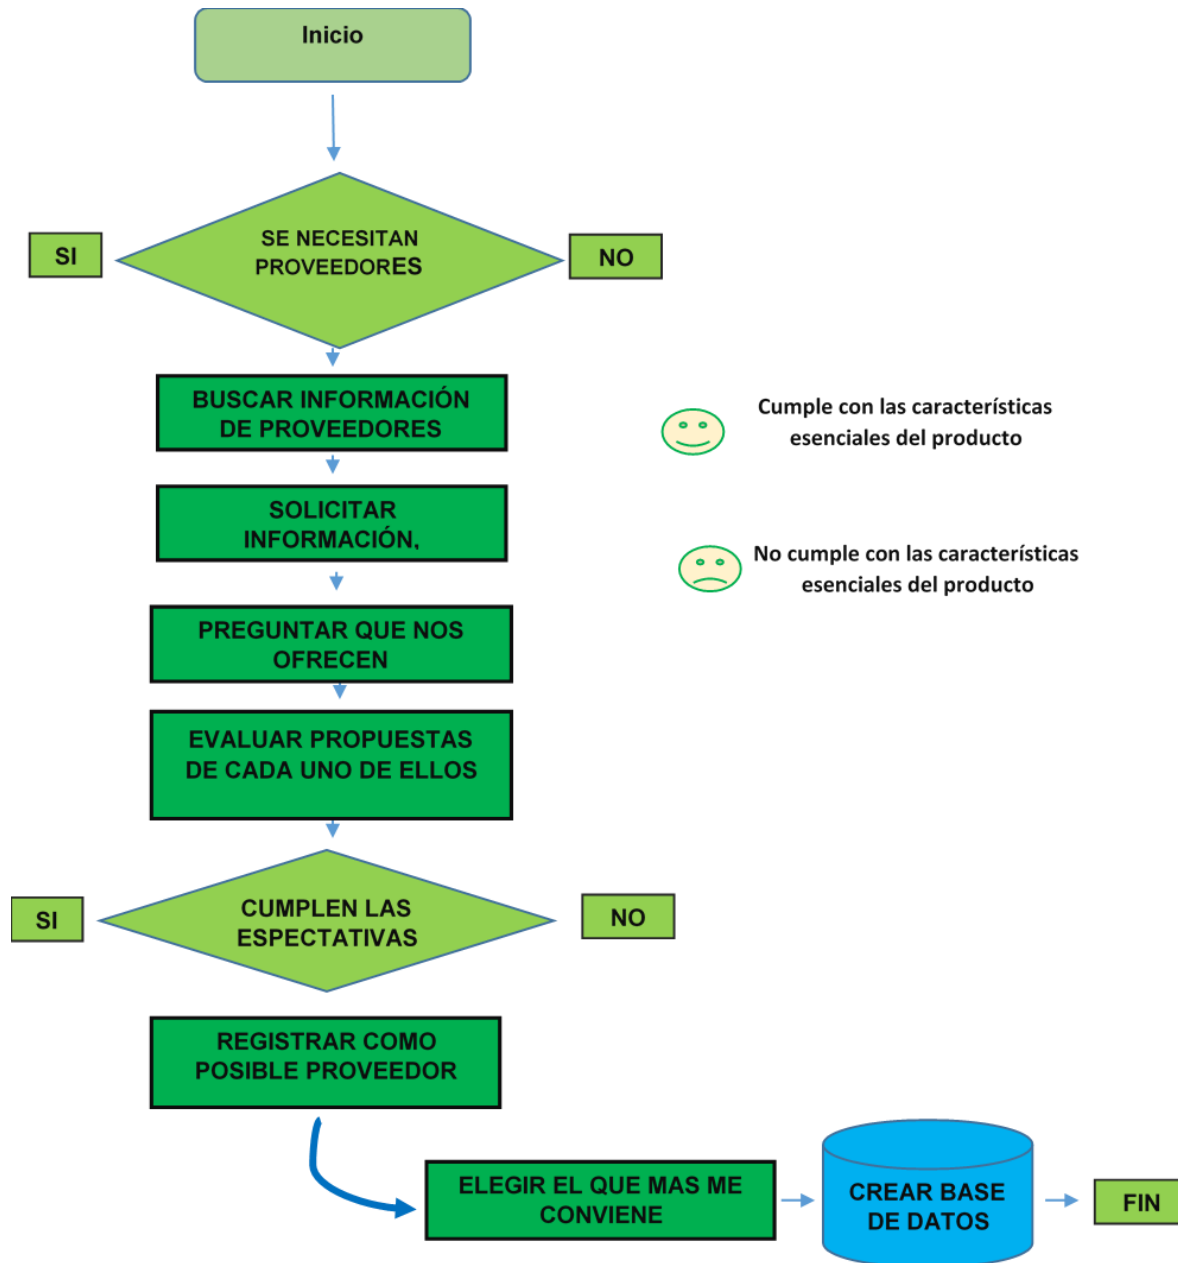 Inicio
SE NECESITAN
PROVEEDORES
SI
NO
BUSCAR INFORMACIÓN
DE PROVEEDORES
Cumple con las características
esenciales del producto
SOLICITAR
INFORMACIÓN,
No cumple con las características
esenciales del producto
PREGUNTAR QUE NOS
OFRECEN
EVALUAR PROPUESTAS
DE CADA UNO DE ELLOS
CUMPLEN LAS
ESPECTATIVAS
SI
NO
REGISTRAR COMO
POSIBLE PROVEEDOR
ELEGIR EL QUE MAS ME
CONVIENE
CREAR BASE
DE DATOS
FIN